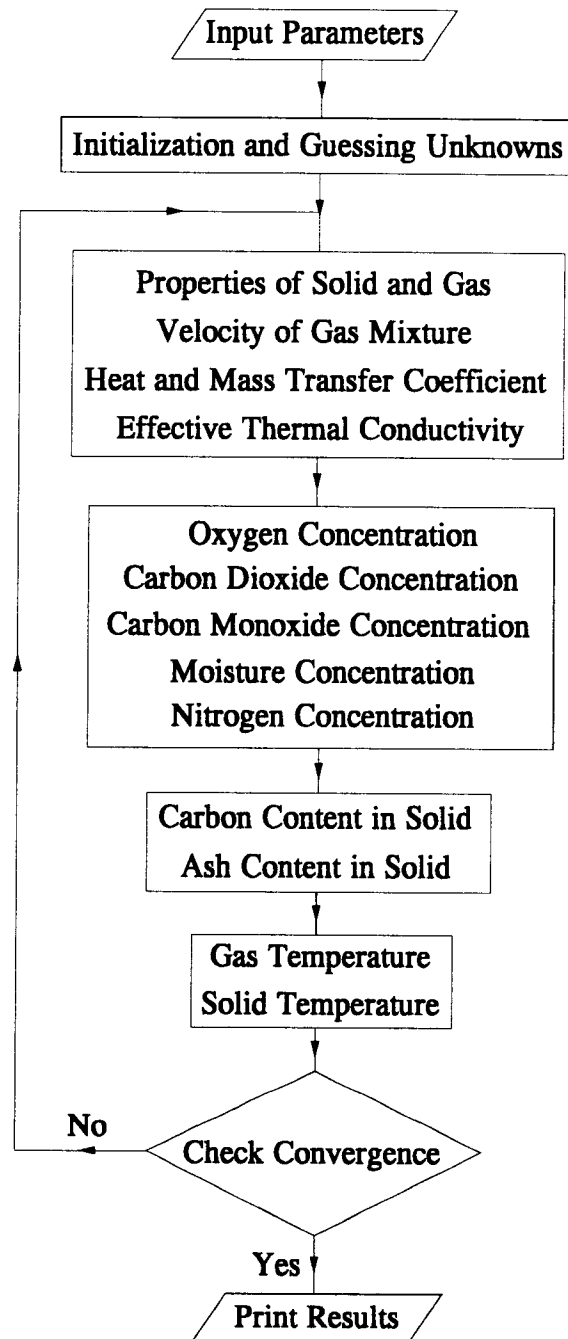 Input Parameters
Initialization and Guessing Unknowns
Properties of Solid and Gas
Velocity of Gas Mixture
Heat and Mass Transfer Coefficient
Effective Thermal Conductivity
Oxygen Concentration
Carbon Dioxide Concentration
Carbon Monoxide Concentration
Moisture Concentration
Nitrogen Concentration
Carbon Content in Solid
Ash Content in Solid
Gas Temperature
Solid Temperature
No
Check Convergence
Yes
Print Results